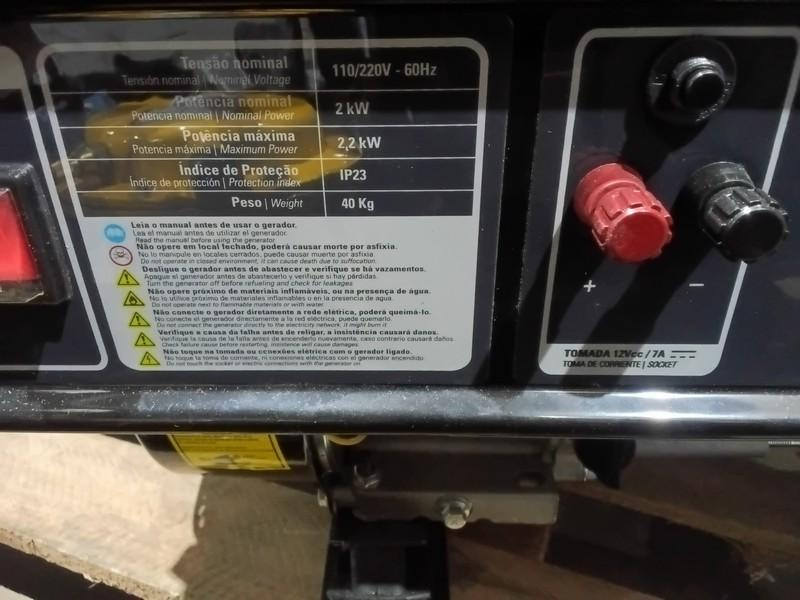 Tensão nominal
Tensión nominal | Nominal Voltage
110/220V - 60Hz
Potência nominal
Potencia nominal | Nominal Power
2 kW
Potência máxima
Potencia máxima | Maximum Power
2,2 kW
Índice de Proteção
Índice de protección | Protection index
IP23
Peso | Weight
40 Kg
Leia o manual antes de usar o gerador.
Lea el manual antes de utilizar el generador.
Read the manual before using the generator
Não opere em local fechado, poderá causar morte por asfixia.
No lo manipule en locales cerrados, puede causar muerte por asfixia
Do not operate in closed environment, it can cause death due to suffocation.
Desligue o gerador antes de abastecer e verifique se há vazamentos.
Apague el generador antes de abastecerlo y verifique si hay pérdidas.
Turn the generator off before refueling and check for leakages
Não opere próximo de materiais inflamáveis, ou na presença de água.
No lo utilice próximo de materiales inflamables o en la presencia de agua.
Do not operate next to flammable materials or with water.
Não conecte o gerador diretamente a rede elétrica, poderá queimá-lo.
No conecte el generador directamente a la red eléctrica, puede quemarlo.
Do not connect the generator directly to the electricity network, it might burn it
Verifique a causa da falha antes de religar, a insistência causará danos.
Verifique la causa de la falla antes de encenderlo nuevamente, caso contrario causará daños
Check failure cause before restarting, insistence will cause damages.
Não toque na tomada ou conexões elétrica com o gerador ligado.
No toque la toma de corriente, ni conexiones eléctricas con el generador encendido
Do not touch the socket or electric connections with the generator on.
+ −
TOMADA 12Vcc / 7A
TOMA DE CORRIENTE | SOCKET